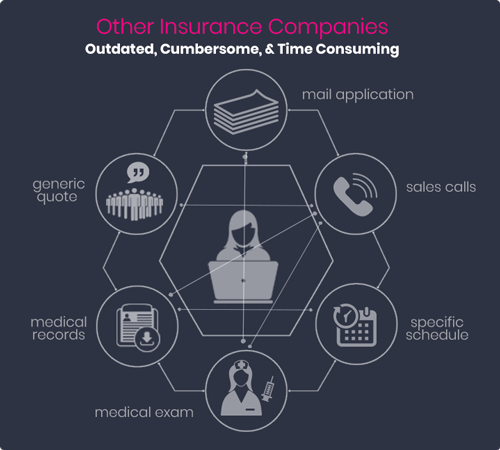 Other Insurance Companies
Outdated, Cumbersome, & Time Consuming
mail application
generic
quote
sales calls
medical
records
specific
schedule
medical exam